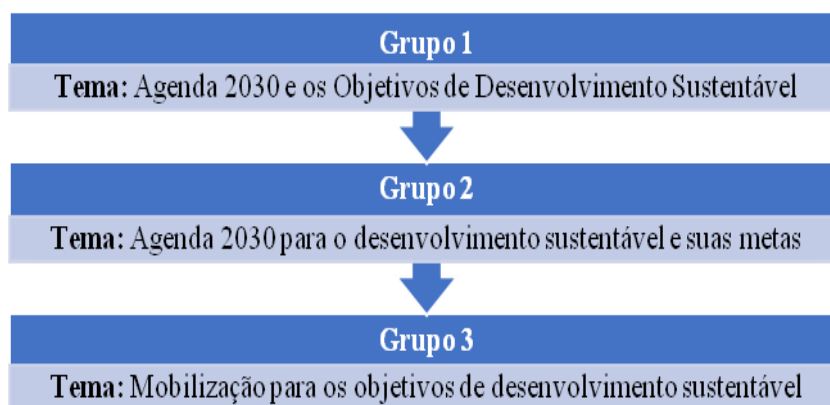 Grupo 1
Tema: Agenda 2030 e os Objetivos de Desenvolvimento Sustentável
Grupo 2
Tema: Agenda 2030 para o desenvolvimento sustentável e suas metas
Grupo 3
Tema: Mobilização para os objetivos de desenvolvimento sustentável